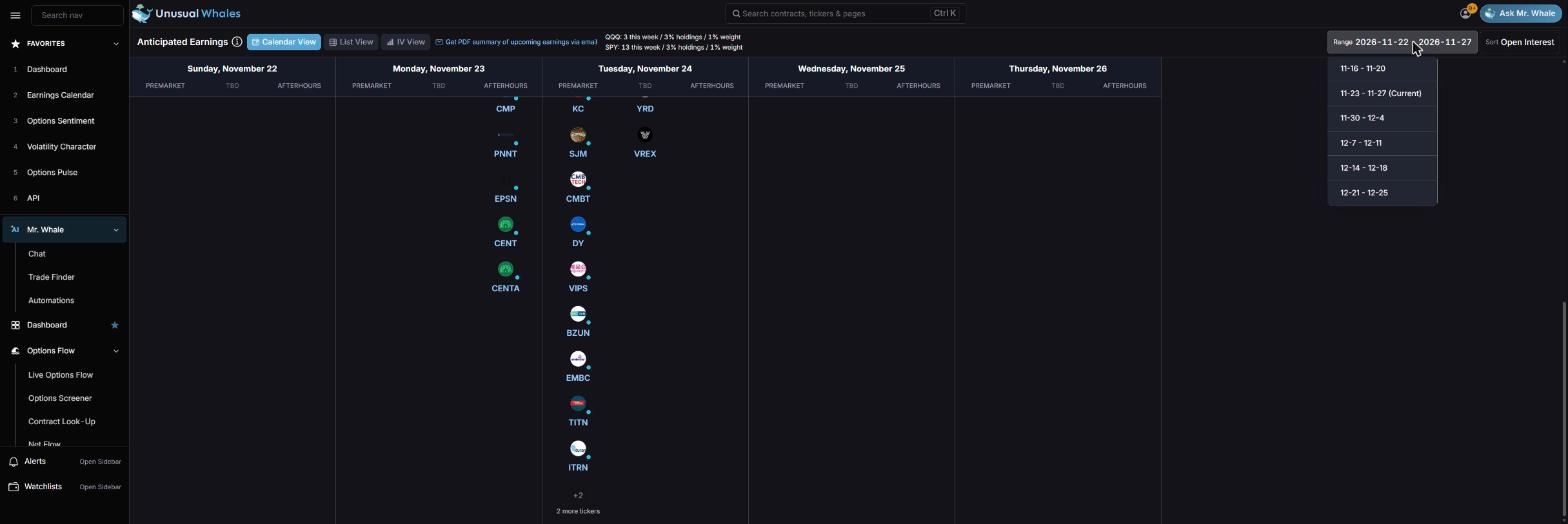 Search nav
Unusual Whales
Search contracts, tickers & pages
Ctrl K
9+
Ask Mr. Whale
FAVORITES
1 Dashboard
2 Earnings Calendar
3 Options Sentiment
4 Volatility Character
5 Options Pulse
6 API
AI Mr. Whale
Chat
Trade Finder
Automations
Dashboard
Options Flow
Live Options Flow
Options Screener
Contract Look-Up
Net Flow
Alerts Open Sidebar
Watchlists Open Sidebar
Anticipated Earnings
Calendar View
List View
IV View
Get PDF summary of upcoming earnings via email
QQQ: 3 this week / 3% holdings / 1% weight
SPY: 13 this week / 3% holdings / 1% weight
Range 2026-11-22 - 2026-11-27
Sort Open Interest
11-16 - 11-20
11-23 - 11-27 (Current)
11-30 - 12-4
12-7 - 12-11
12-14 - 12-18
12-21 - 12-25
Sunday, November 22
PREMARKET TBD AFTERHOURS
Monday, November 23
PREMARKET TBD AFTERHOURS
CMP
PNNT
EPSN
CENT
CENTA
Tuesday, November 24
PREMARKET TBD AFTERHOURS
KC
SJM
CMB
TECH
CMBT
DY
VIPS
BZUN
EMBC
TITN
ITRN
+2
2 more tickers
YRD
VREX
Wednesday, November 25
PREMARKET TBD AFTERHOURS
Thursday, November 26
PREMARKET TBD AFTERHOURS